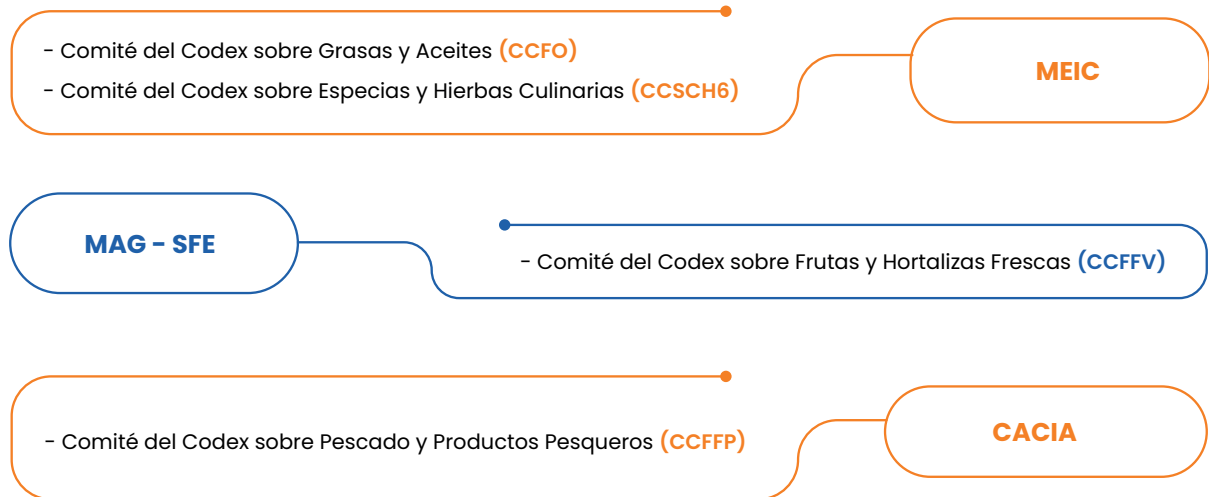 - Comité del Codex sobre Grasas y Aceites (CCFO)
- Comité del Codex sobre Especias y Hierbas Culinarias (CCSCH6)
MEIC
MAG - SFE
- Comité del Codex sobre Frutas y Hortalizas Frescas (CCFFV)
- Comité del Codex sobre Pescado y Productos Pesqueros (CCFFP)
CACIA